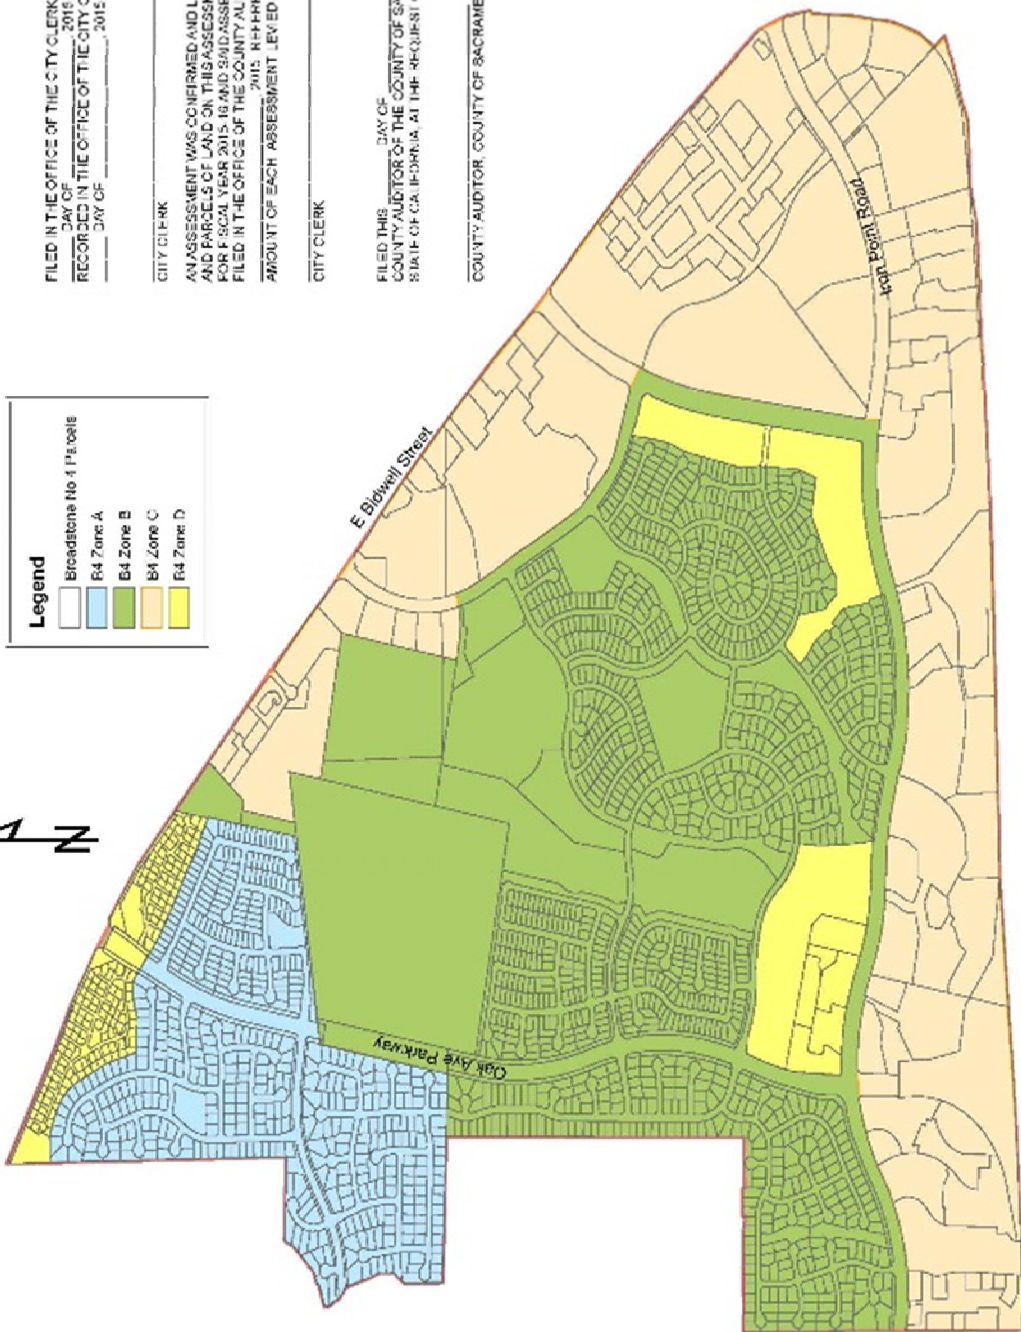 FILED IN THE OFFICE OF THE CITY CLERK
DAY OF 2015
RECORDED IN THE OFFICE OF THE CITY
DAY OF 2015
CITY CLERK
AN ASSESSMENT WAS CONFIRMED AND
AND PARCELS OF LAND ON THIS ASSESS
FOR FISCAL YEAR 2015-16 AND SAID ASSE
FILED IN THE OFFICE OF THE COUNTY AU
2015 REFER
AMOUNT OF EACH ASSESSMENT LEVIED
CITY CLERK
FILED THIS DAY OF
COUNTY AUDITOR OF THE COUNTY OF SA
STATE OF CALIFORNIA, AT THE REQUEST
COUNTY AUDITOR, COUNTY OF SACRAME
Legend
Broadstone No 4 Parcels
B4 Zone A
B4 Zone B
B4 Zone C
B4 Zone D
N
E Bidwell Street
Iron Point Road
Oak Ave Parkway